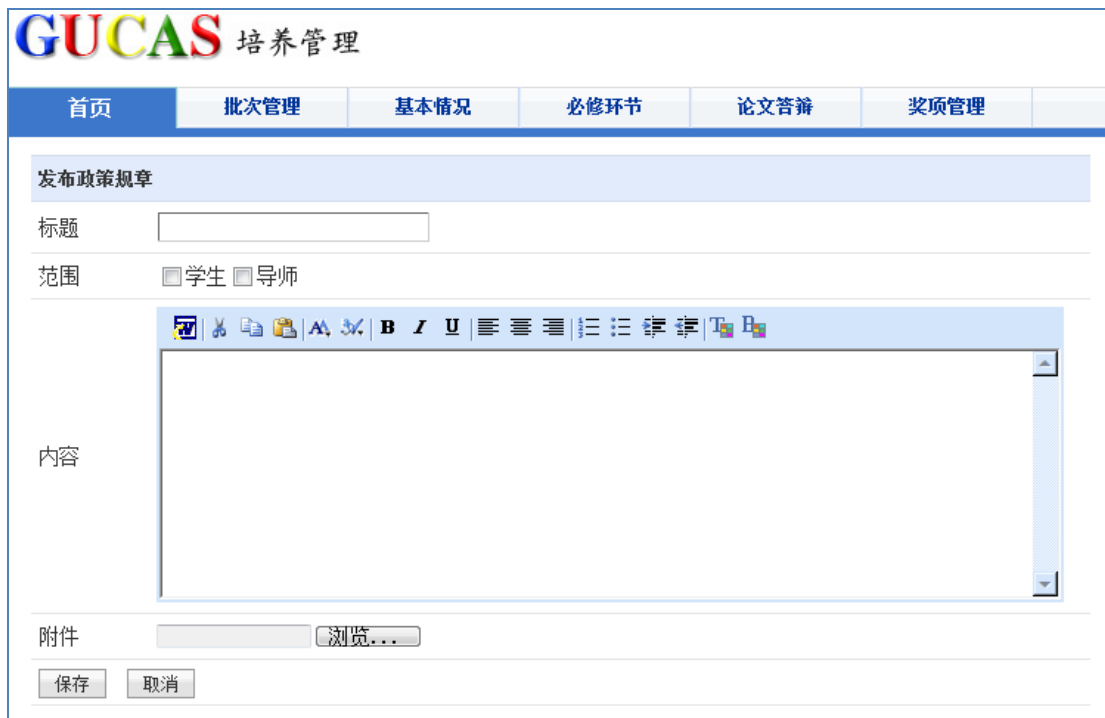 GUCAS 培养管理
首页 批次管理 基本情况 必修环节 论文答辩 奖项管理
发布政策规章
标题
范围 学生 导师
B I U
内容
附件 浏览...
保存 取消